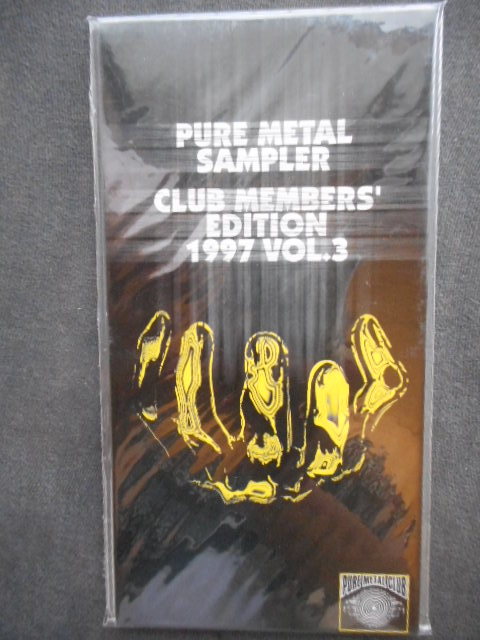 PURE METAL
SAMPLER
CLUB MEMBERS'
EDITION
1997 VOL.3
PURE METAL CLUB